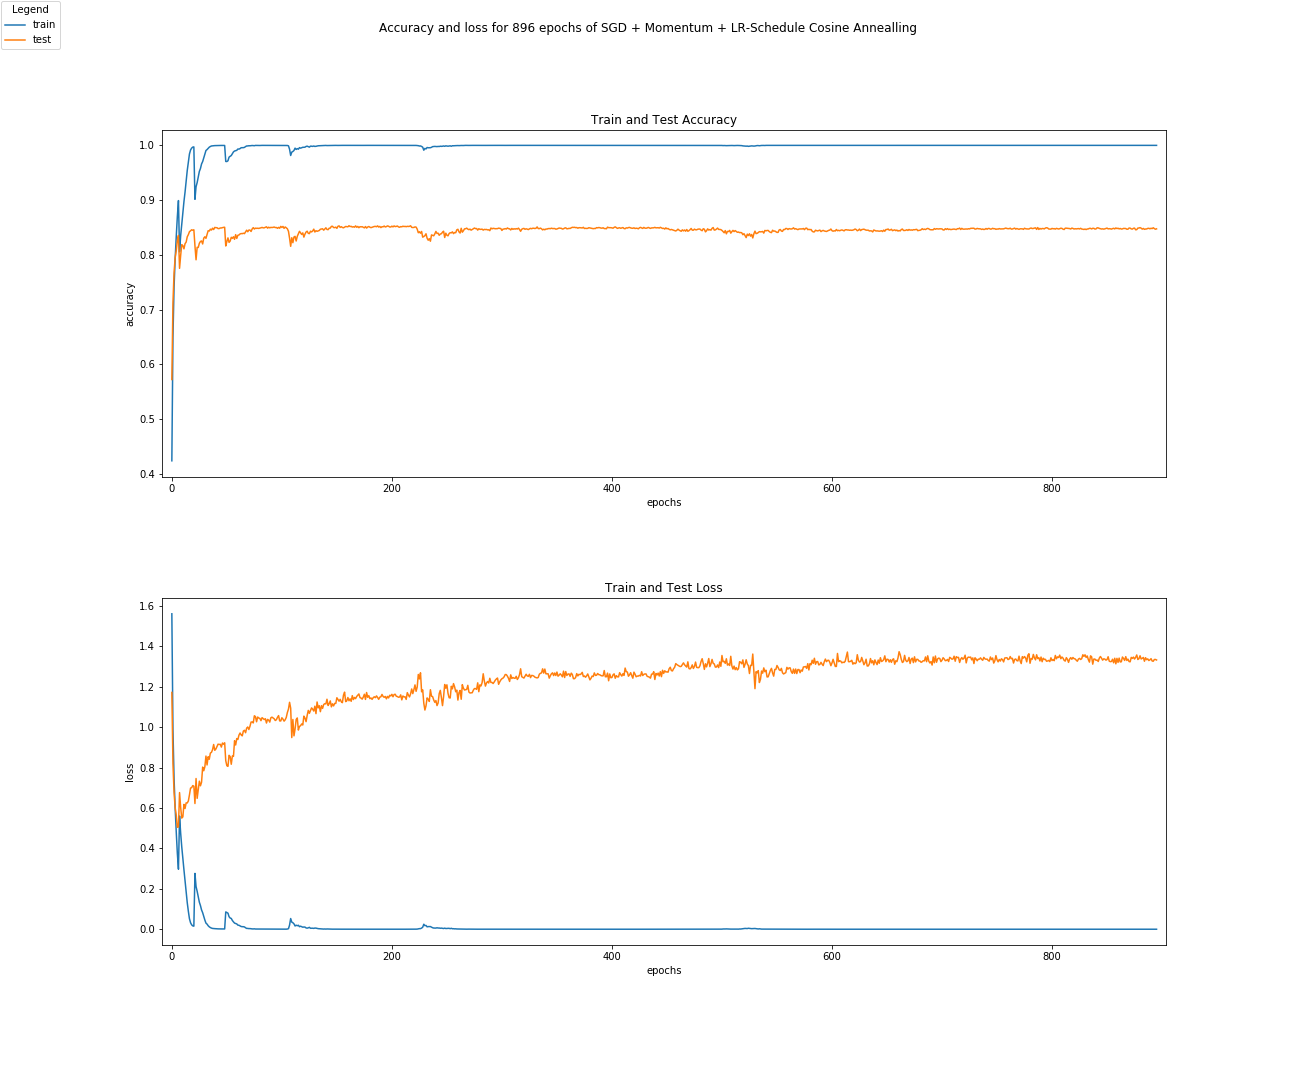 Legend
train
test
Accuracy and loss for 896 epochs of SGD + Momentum + LR-Schedule Cosine Annealling
Train and Test Accuracy
1.0
0.9
0.8
0.7
0.6
0.5
0.4
accuracy
0 200 400 600 800
epochs
Train and Test Loss
1.6
1.4
1.2
1.0
0.8
0.6
0.4
0.2
0.0
loss
0 200 400 600 800
epochs